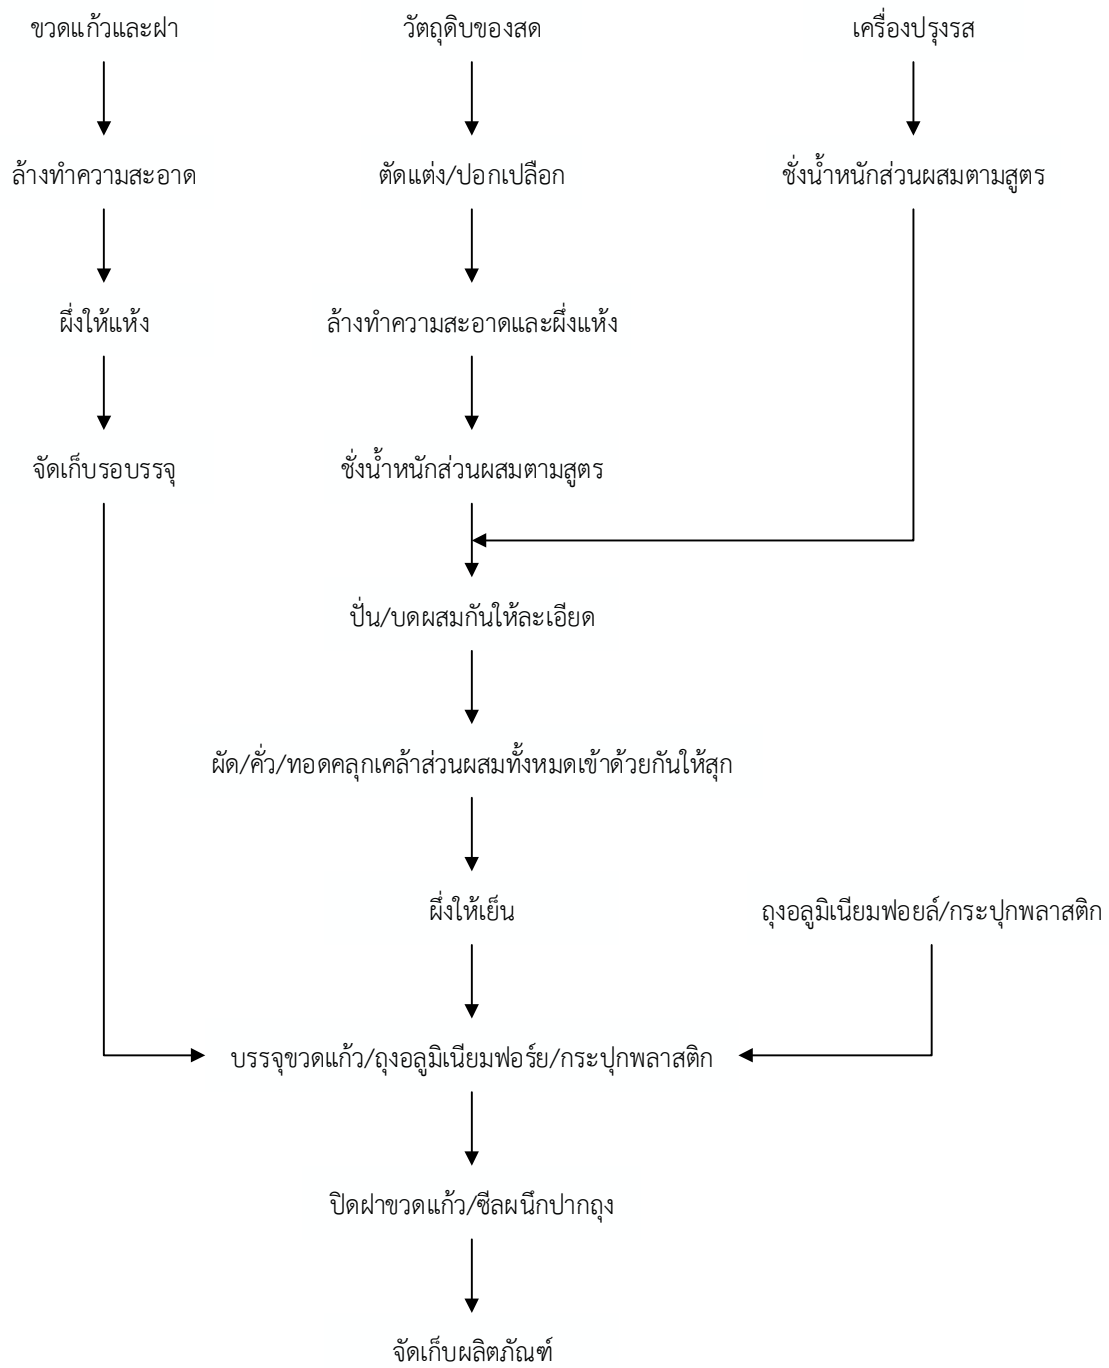 ขวดแก้วและฝา
วัตถุดิบของสด
เครื่องปรุงรส
ล้างทำความสะอาด
ตัดแต่ง/ปอกเปลือก
ชั่งน้ำหนักส่วนผสมตามสูตร
ผึ่งให้แห้ง
ล้างทำความสะอาดและผึ่งแห้ง
จัดเก็บรอบรรจุ
ชั่งน้ำหนักส่วนผสมตามสูตร
ปั่น/บดผสมกันให้ละเอียด
ผัด/คั่ว/ทอดคลุกเคล้าส่วนผสมทั้งหมดเข้าด้วยกันให้สุก
ผึ่งให้เย็น
ถุงอลูมิเนียมฟอยล์/กระปุกพลาสติก
บรรจุขวดแก้ว/ถุงอลูมิเนียมฟอร์ย/กระปุกพลาสติก
ปิดฝาขวดแก้ว/ซีลผนึกปากถุง
จัดเก็บผลิตภัณฑ์